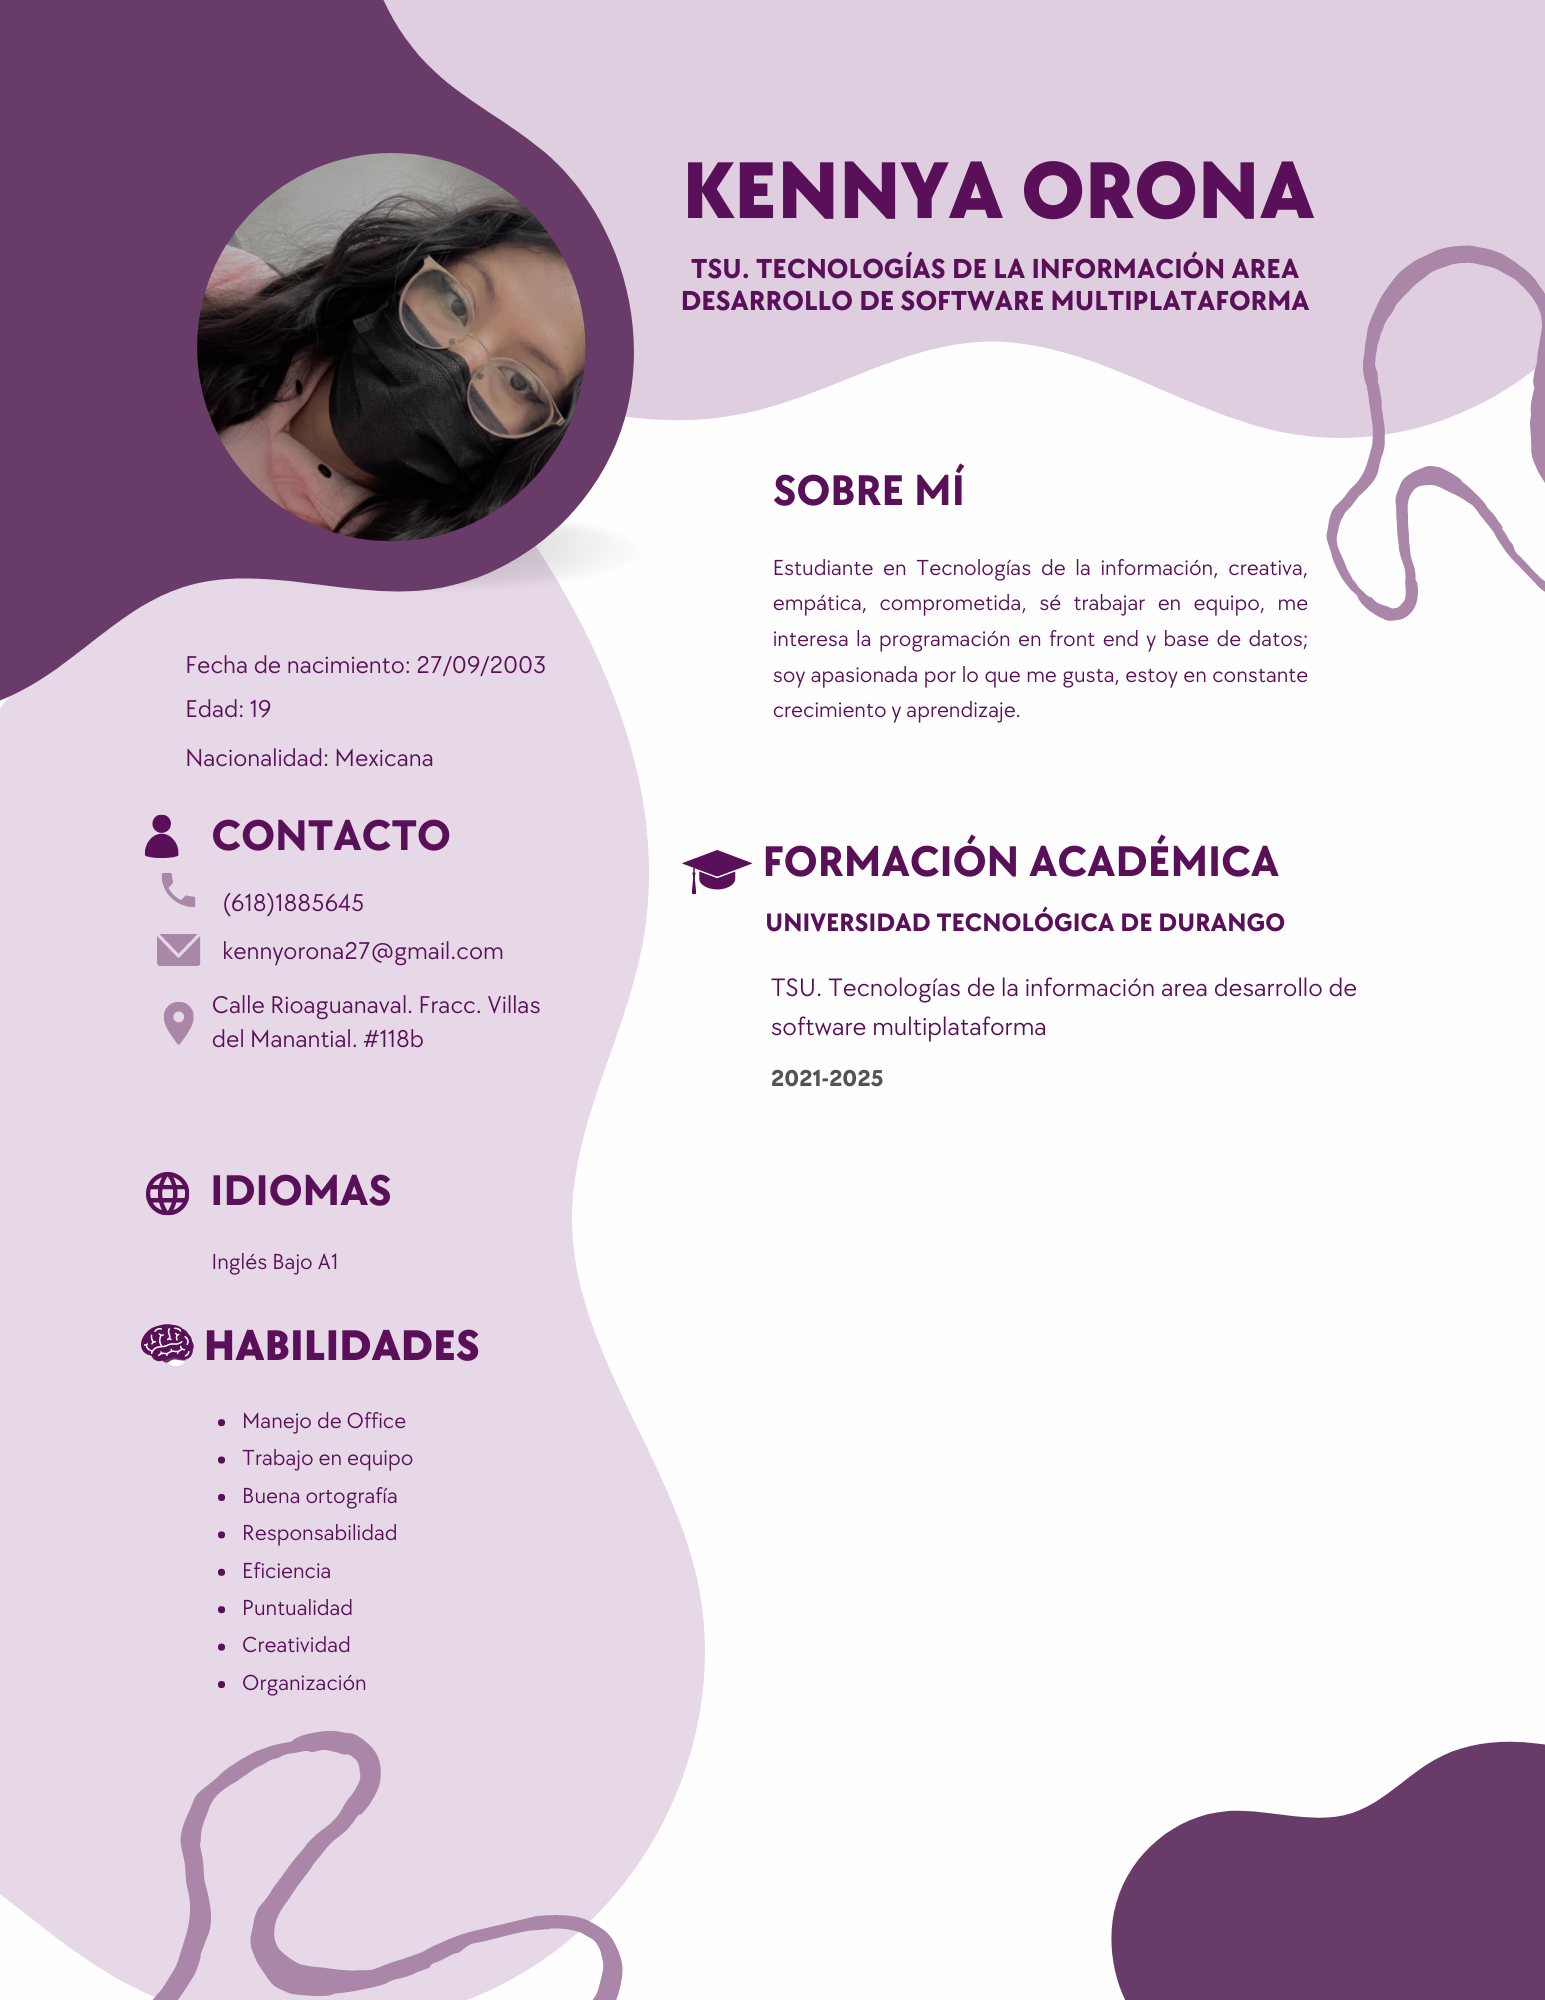 KENNYA ORONA
TSU. TECNOLOGÍAS DE LA INFORMACIÓN AREA
DESARROLLO DE SOFTWARE MULTIPLATAFORMA
Fecha de nacimiento: 27/09/2003
Edad: 19
Nacionalidad: Mexicana
CONTACTO
(618)1885645
kennyorona27@gmail.com
Calle Rioaguanaval. Fracc. Villas
del Manantial. #118b
IDIOMAS
Inglés Bajo A1
HABILIDADES
• Manejo de Office
• Trabajo en equipo
• Buena ortografía
• Responsabilidad
• Eficiencia
• Puntualidad
• Creatividad
• Organización
SOBRE MÍ
Estudiante en Tecnologías de la información, creativa,
empática, comprometida, sé trabajar en equipo, me
interesa la programación en front end y base de datos;
soy apasionada por lo que me gusta, estoy en constante
crecimiento y aprendizaje.
FORMACIÓN ACADÉMICA
UNIVERSIDAD TECNOLÓGICA DE DURANGO
TSU. Tecnologías de la información area desarrollo de
software multiplataforma
2021-2025